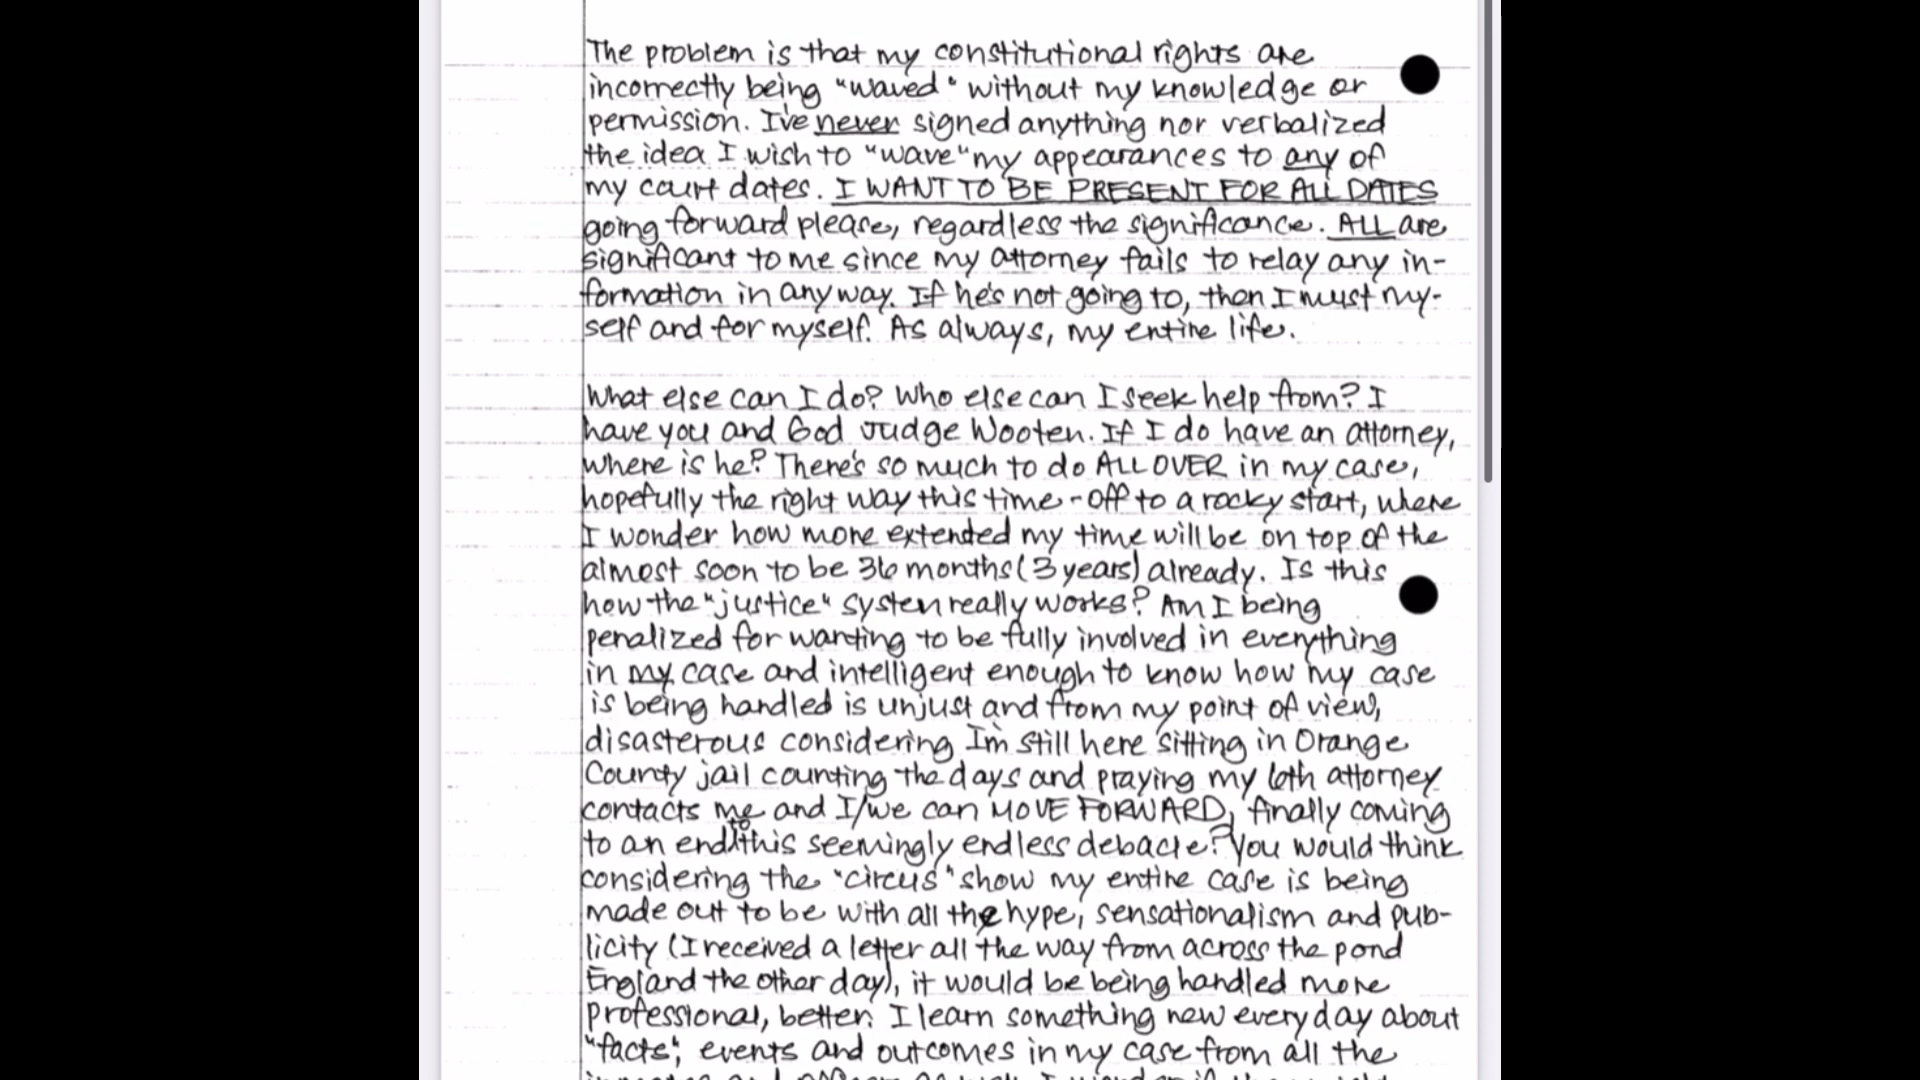 The problem is that my constitutional rights are
incorrectly being "waved" without my knowledge or
permission. I've never signed anything nor verbalized
the idea I wish to "wave" my appearances to any of
my court dates. I WANT TO BE PRESENT FOR ALL DATES
going forward please, regardless the significance. ALL are
significant to me since my attorney fails to relay any in-
formation in any way. If he's not going to, then I must my-
self and for myself. As always, my entire life.
What else can I do? Who else can I seek help from? I
have you and God Judge Wooten. If I do have an attorney,
where is he? There's so much to do ALL OVER in my case,
hopefully the right way this time - off to a rocky start, where
I wonder how more extented my time will be on top of the
almost soon to be 36 months (3 years) already. Is this
how the "justice" systen really works? Am I being
penalized for wanting to be fully involved in everything
in my case and intelligent enough to know how my case
is being handled is unjust and from my point of view,
disasterous considering I'm still here sitting in Orange
County jail counting the days and praying my 6th attorney
contacts me and I/we can MOVE FORWARD, finally coming
to an end to this seemingly endless debacle? You would think
considering the "circus" show my entire case is being
made out to be with all the hype, sensationalism and pub-
licity (I received a letter all the way from across the pond
England the other day), it would be being handled more
professional, better. I learn something new every day about
"facts", events and outcomes in my case from all the